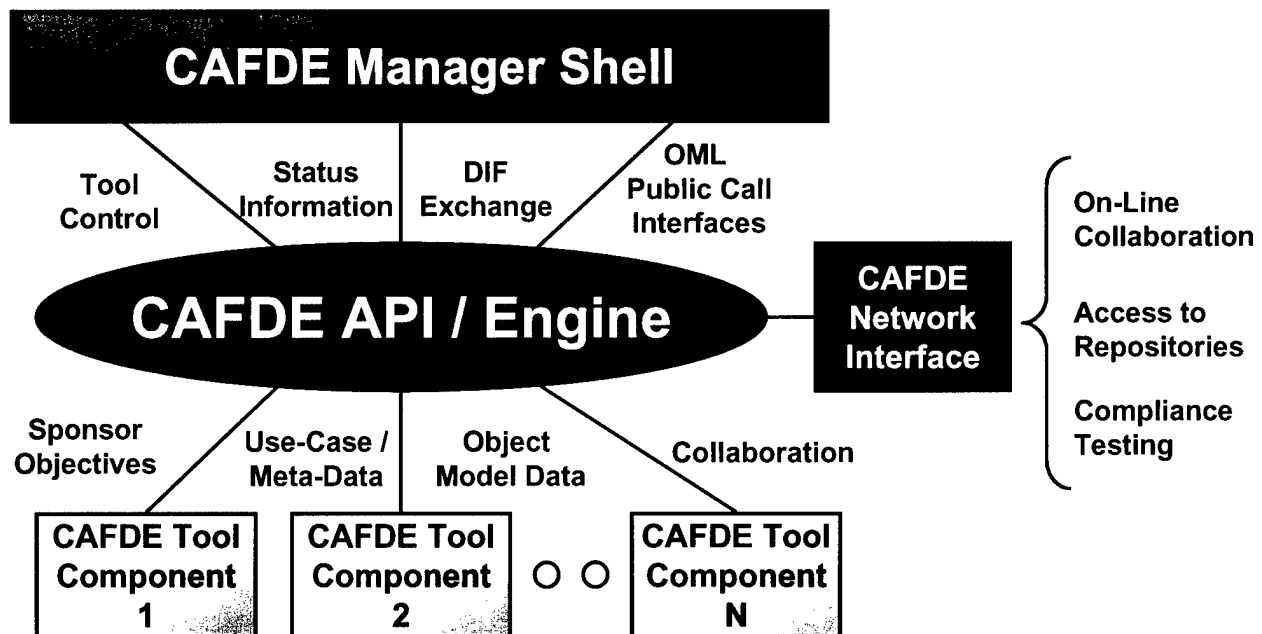 CAFDE Manager Shell
Tool
Control
Status
Information
DIF
Exchange
OML
Public Call
Interfaces
CAFDE API / Engine
CAFDE
Network
Interface
On-Line
Collaboration
Access to
Repositories
Compliance
Testing
Sponsor
Objectives
Use-Case /
Meta-Data
Object
Model Data
Collaboration
CAFDE Tool
Component
1
CAFDE Tool
Component
2
CAFDE Tool
Component
N